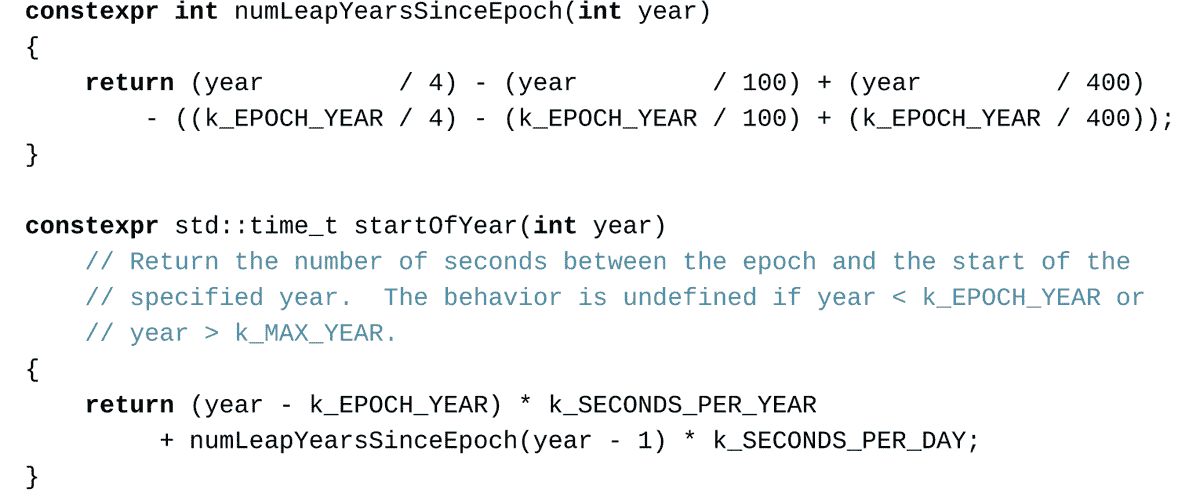 constexpr int numLeapYearsSinceEpoch(int year)
{
    return (year         / 4) - (year         / 100) + (year         / 400)
        - ((k_EPOCH_YEAR / 4) - (k_EPOCH_YEAR / 100) + (k_EPOCH_YEAR / 400));
}

constexpr std::time_t startOfYear(int year)
    // Return the number of seconds between the epoch and the start of the
    // specified year.  The behavior is undefined if year < k_EPOCH_YEAR or
    // year > k_MAX_YEAR.
{
    return (year - k_EPOCH_YEAR) * k_SECONDS_PER_YEAR
         + numLeapYearsSinceEpoch(year - 1) * k_SECONDS_PER_DAY;
}